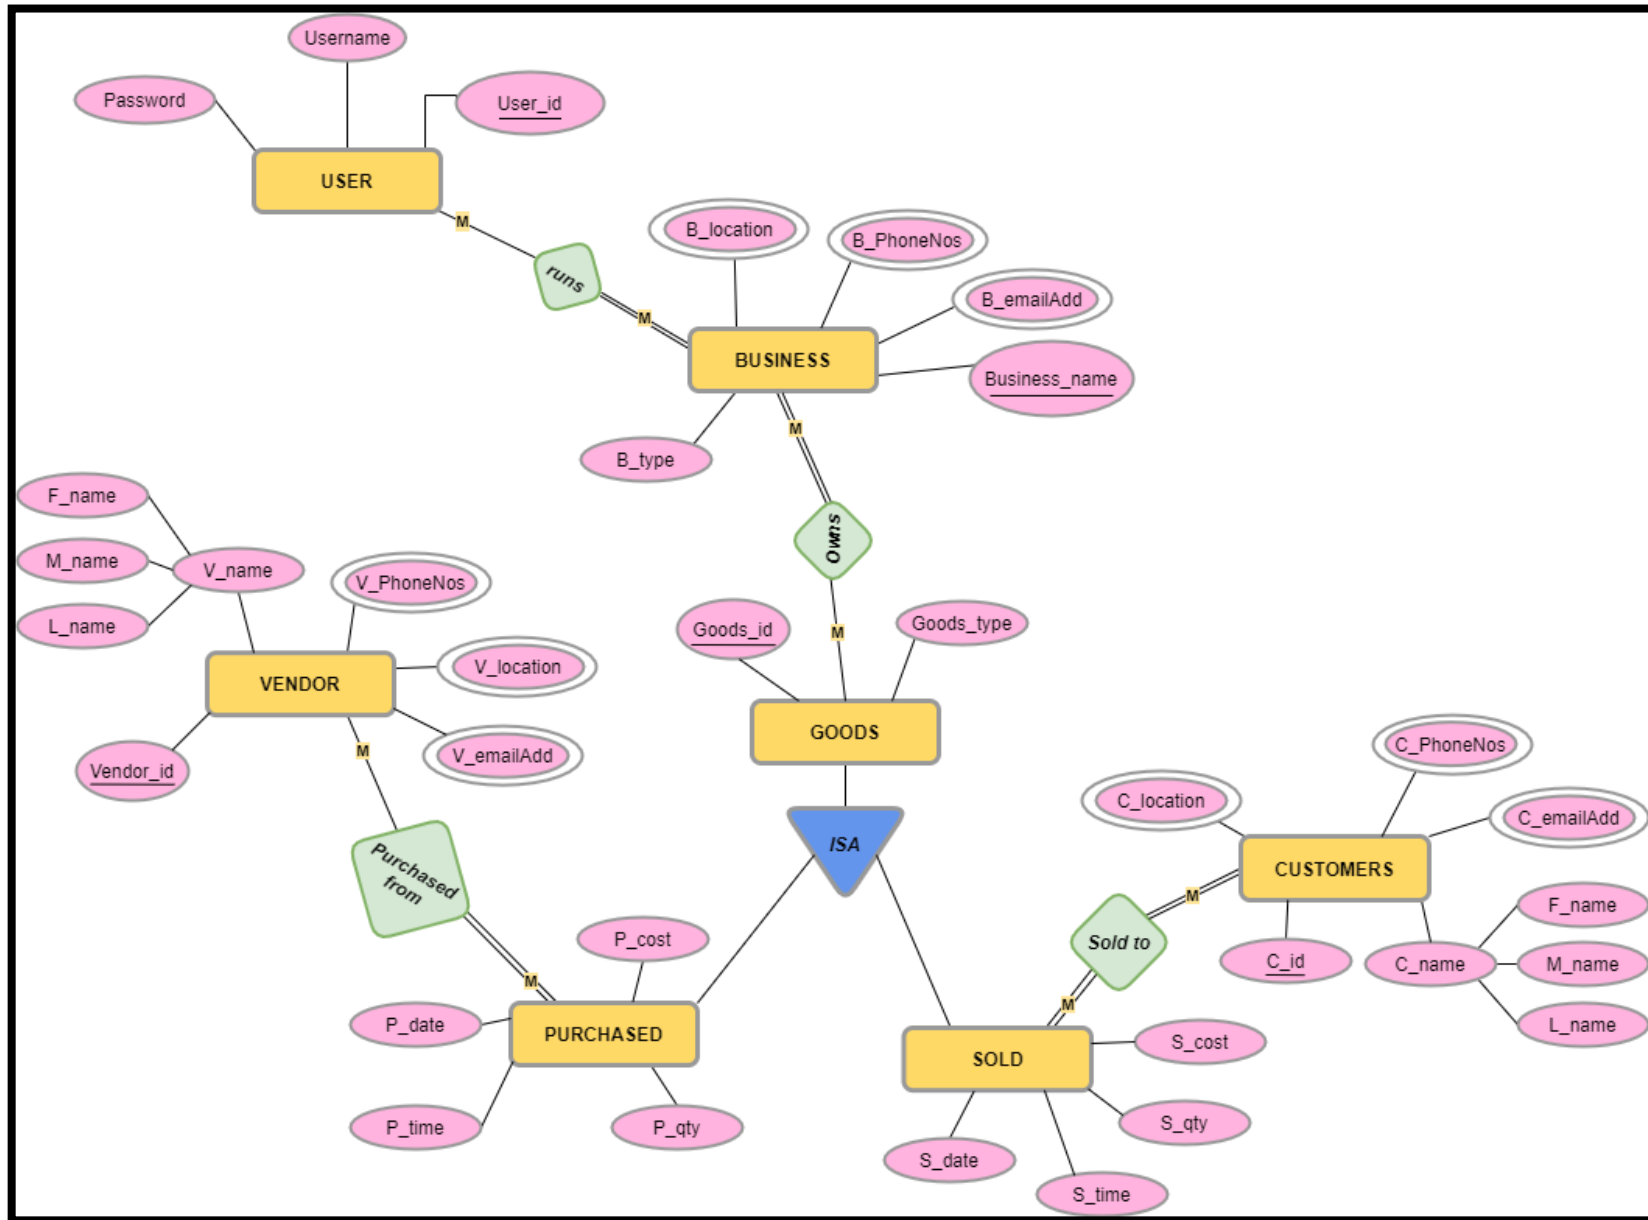 Username
Password
User_id
USER
M
runs
M
B_location
B_PhoneNos
B_emailAdd
Business_name
BUSINESS
B_type
M
Owns
M
Goods_id
Goods_type
GOODS
ISA
F_name
M_name
L_name
V_name
V_PhoneNos
V_location
V_emailAdd
VENDOR
Vendor_id
M
Purchased
from
M
P_cost
P_date
PURCHASED
P_time
P_qty
C_PhoneNos
C_location
C_emailAdd
CUSTOMERS
M
Sold to
M
C_id
C_name
F_name
M_name
L_name
SOLD
S_cost
S_qty
S_date
S_time